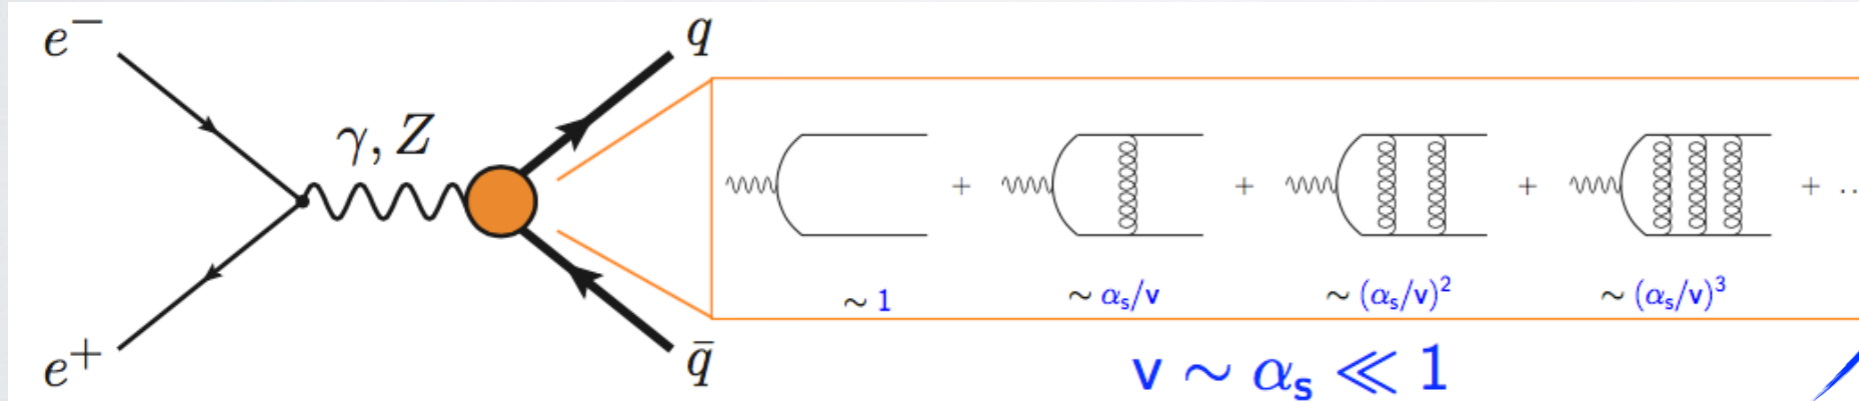 e⁻
q
γ, Z
+ + + + ..
~ 1 ~ αₛ/v ~ (αₛ/v)² ~ (αₛ/v)³
e⁺
q̄
v ~ αₛ ≪ 1